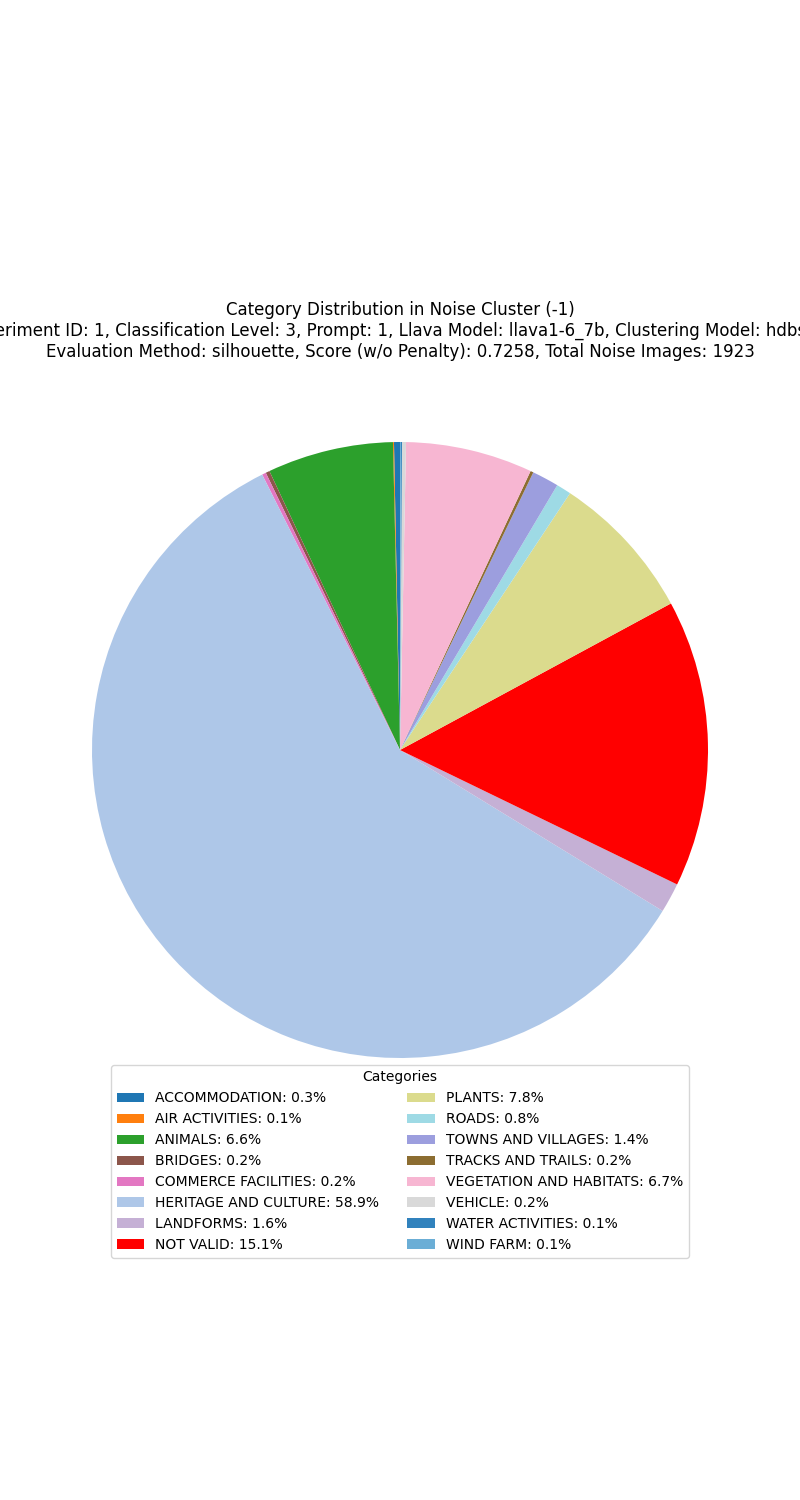 Category Distribution in Noise Cluster (-1)
ID: 1, Classification Level: 3, Prompt: 1, Llava Model: llava1-6_7b, Clustering Model:
Evaluation Method: silhouette, Score (w/o Penalty): 0.7258, Total Noise Images: 1923
Categories
ACCOMMODATION: 0.3%
AIR ACTIVITIES: 0.1%
ANIMALS: 6.6%
BRIDGES: 0.2%
COMMERCE FACILITIES: 0.2%
HERITAGE AND CULTURE: 58.9%
LANDFORMS: 1.6%
NOT VALID: 15.1%
PLANTS: 7.8%
ROADS: 0.8%
TOWNS AND VILLAGES: 1.4%
TRACKS AND TRAILS: 0.2%
VEGETATION AND HABITATS: 6.7%
VEHICLE: 0.2%
WATER ACTIVITIES: 0.1%
WIND FARM: 0.1%